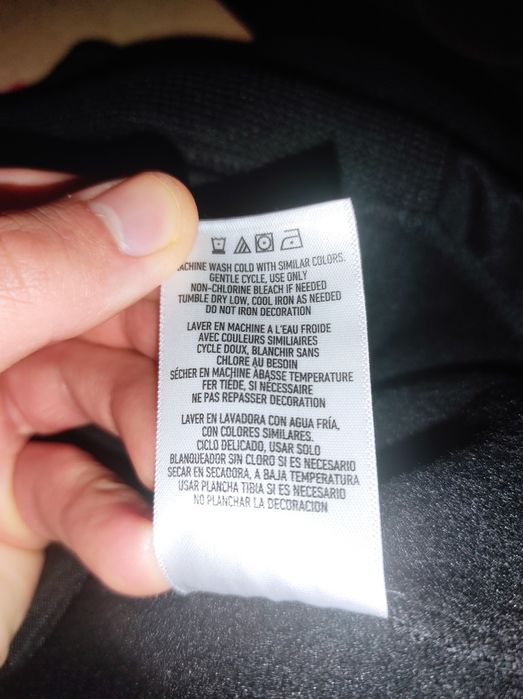 MACHINE WASH COLD WITH SIMILAR COLORS.
GENTLE CYCLE, USE ONLY
NON-CHLORINE BLEACH IF NEEDED
TUMBLE DRY LOW, COOL IRON AS NEEDED
DO NOT IRON DECORATION
LAVER EN MACHINE A L'EAU FROIDE
AVEC COULEURS SIMILIAIRES
CYCLE DOUX, BLANCHIR SANS
CHLORE AU BESOIN
SÉCHER EN MACHINE ÀBASSE TEMPERATURE
FER TIÉDE, SI NÉCESSAIRE
NE PAS REPASSER DECORATION
LAVAR EN LAVADORA CON AGUA FRÍA,
CON COLORES SIMILARES.
CICLO DELICADO, USAR SOLO
BLANQUEADOR SIN CLORO SI ES NECESARIO
SECAR EN SECADORA, A BAJA TEMPERATURA
USAR PLANCHA TIBIA SI ES NECESARIO
NO PLANCHAR LA DECORACION